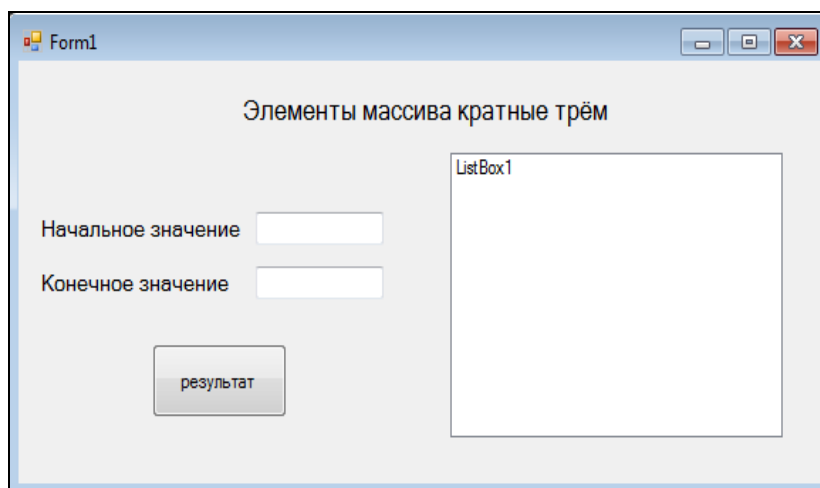 Form1
Элементы массива кратные трём
ListBox1
Начальное значение
Конечное значение
результат